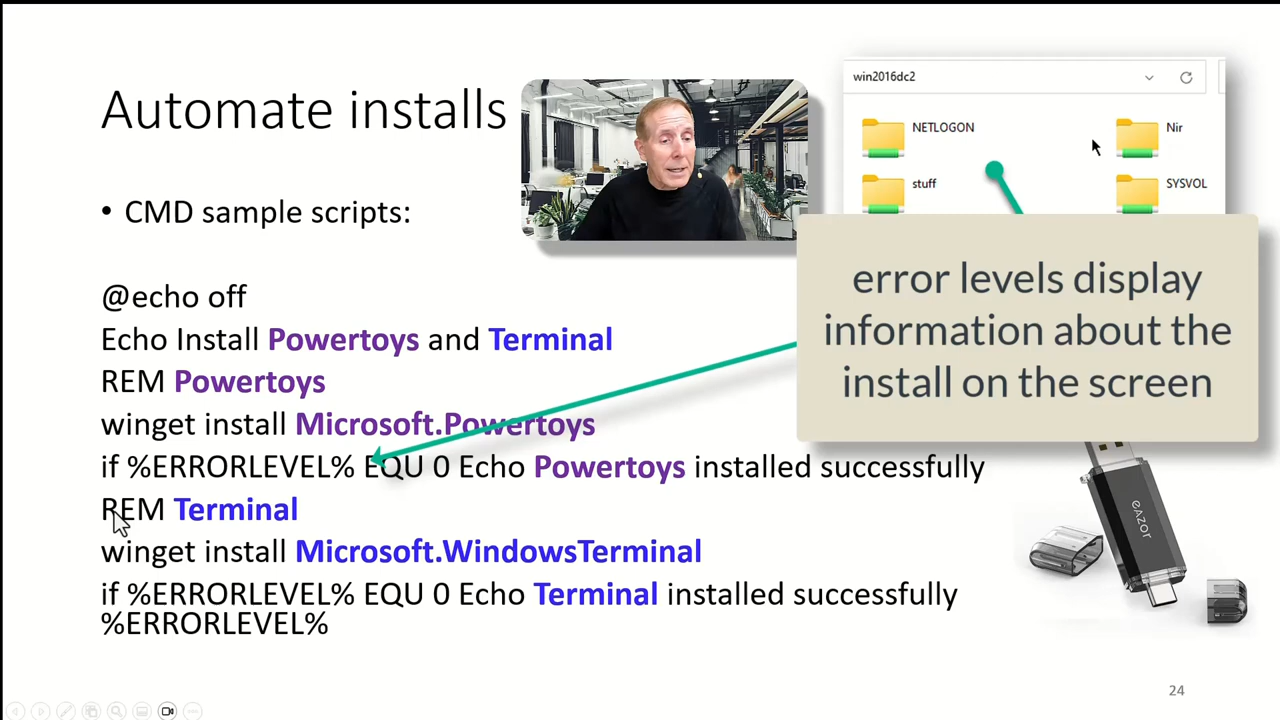 Automate installs
• CMD sample scripts:
@echo off
Echo Install Powertoys and Terminal
REM Powertoys
winget install Microsoft.Powertoys
if %ERRORLEVEL% EQU 0 Echo Powertoys installed successfully
REM Terminal
winget install Microsoft.WindowsTerminal
if %ERRORLEVEL% EQU 0 Echo Terminal installed successfully
%ERRORLEVEL%
win2016dc2
NETLOGON
Nir
stuff
SYSVOL
error levels display
information about the
install on the screen
eAZOR
24